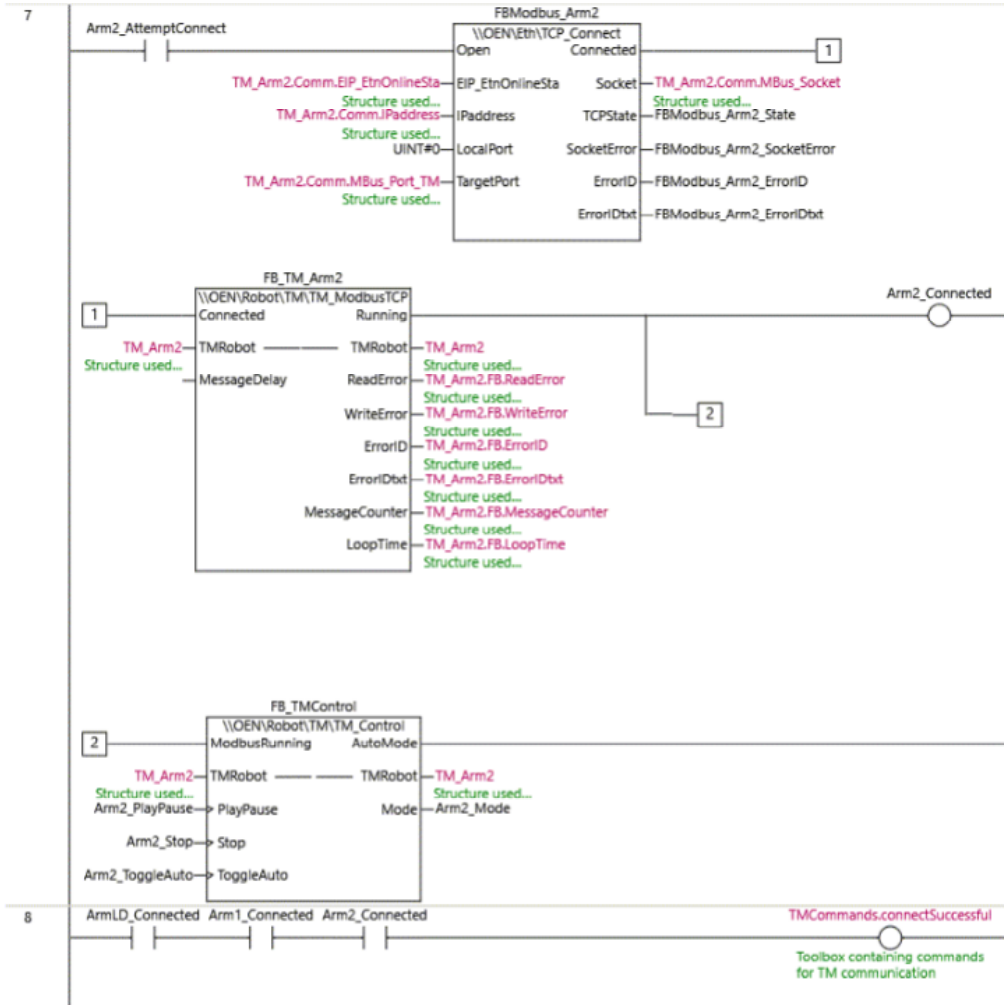 7
Arm2_AttemptConnect
FBModbus_Arm2
\\OEN\Eth\TCP_Connect
Open Connected
1
TM_Arm2.Comm.EIP_EtnOnlineSta EIP_EtnOnlineSta Socket TM_Arm2.Comm.MBus_Socket
Structure used... Structure used...
TM_Arm2.Comm.IPaddress IPaddress TCPState FBModbus_Arm2_State
Structure used...
UINT#0 LocalPort SocketError FBModbus_Arm2_SocketError
TM_Arm2.Comm.MBus_Port_TM TargetPort ErrorID FBModbus_Arm2_ErrorID
Structure used...
ErrorIDtxt FBModbus_Arm2_ErrorIDtxt
FB_TM_Arm2
\\OEN\Robot\TM\TM_ModbusTCP
Arm2_Connected
1 Connected Running
TM_Arm2 TMRobot TMRobot TM_Arm2
Structure used... Structure used...
MessageDelay ReadError TM_Arm2.FB.ReadError
Structure used...
WriteError TM_Arm2.FB.WriteError
2
Structure used...
ErrorID TM_Arm2.FB.ErrorID
Structure used...
ErrorIDtxt TM_Arm2.FB.ErrorIDtxt
Structure used...
MessageCounter TM_Arm2.FB.MessageCounter
Structure used...
LoopTime TM_Arm2.FB.LoopTime
Structure used...
FB_TMControl
\\OEN\Robot\TM\TM_Control
2 ModbusRunning AutoMode
TM_Arm2 TMRobot TMRobot TM_Arm2
Structure used... Structure used...
Arm2_PlayPause PlayPause Mode Arm2_Mode
Arm2_Stop Stop
Arm2_ToggleAuto ToggleAuto
8
ArmLD_Connected Arm1_Connected Arm2_Connected TMCommands.connectSuccessful
Toolbox containing commands
for TM communication